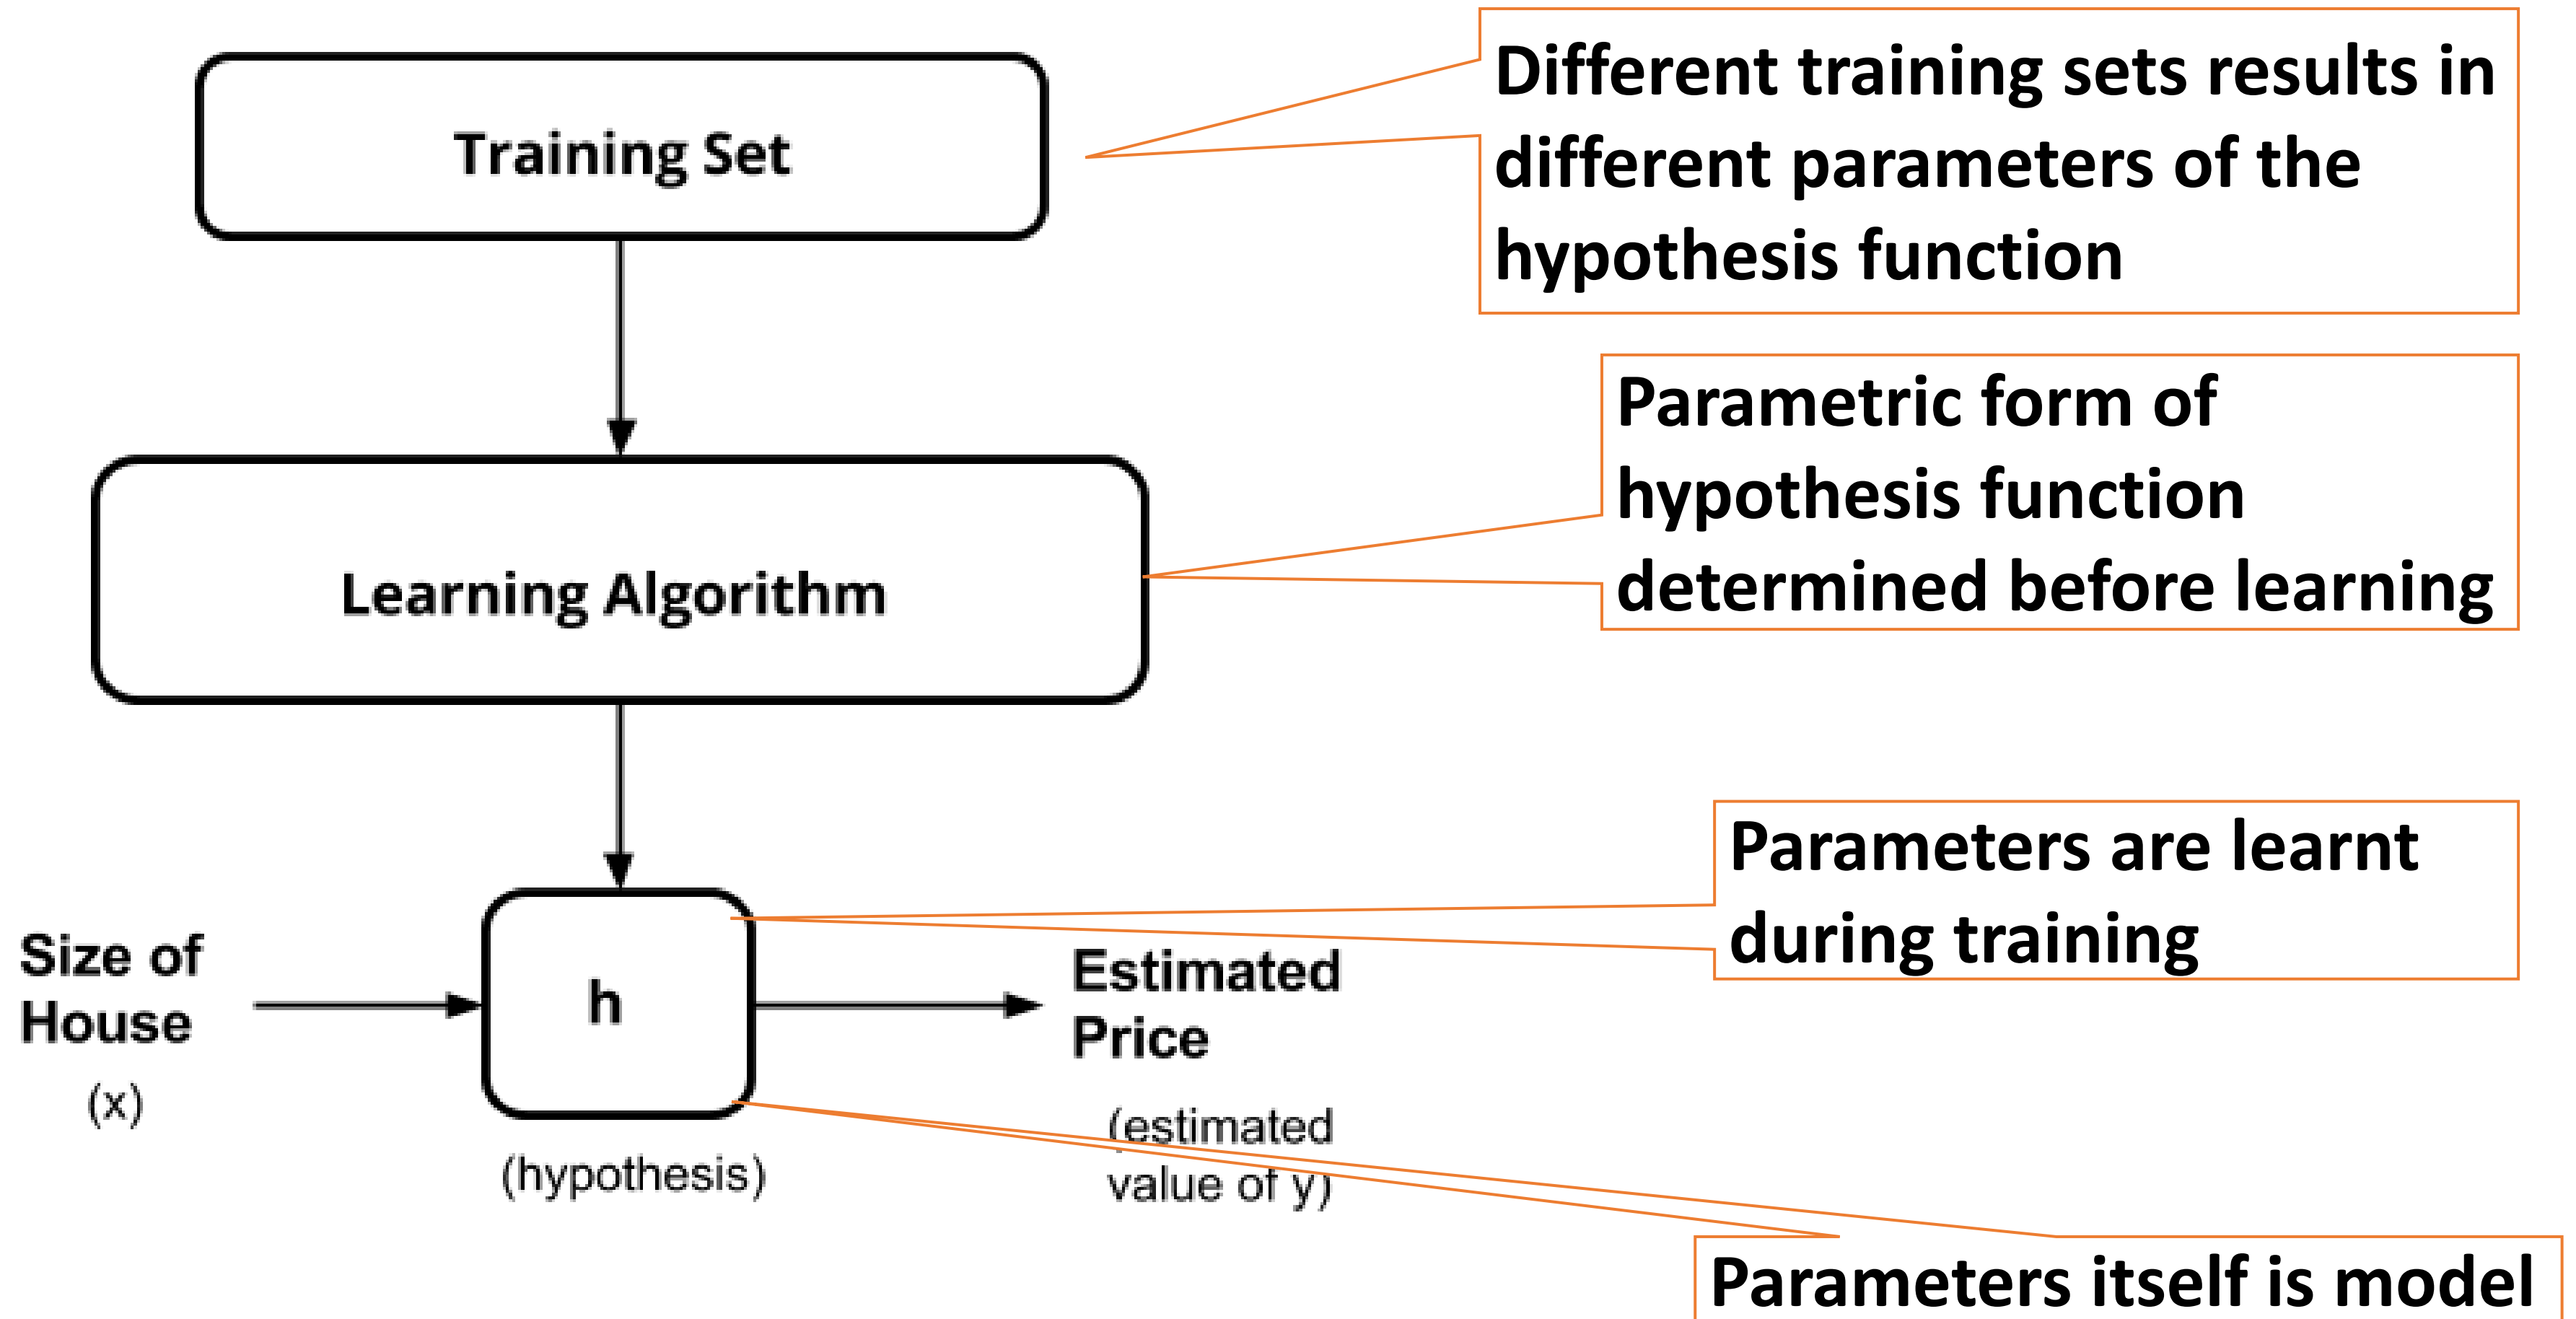 Training Set
Different training sets results in
different parameters of the
hypothesis function
Learning Algorithm
Parametric form of
hypothesis function
determined before learning
Size of
House
(x)
h
(hypothesis)
Estimated
Price
(estimated
value of y)
Parameters are learnt
during training
Parameters itself is model